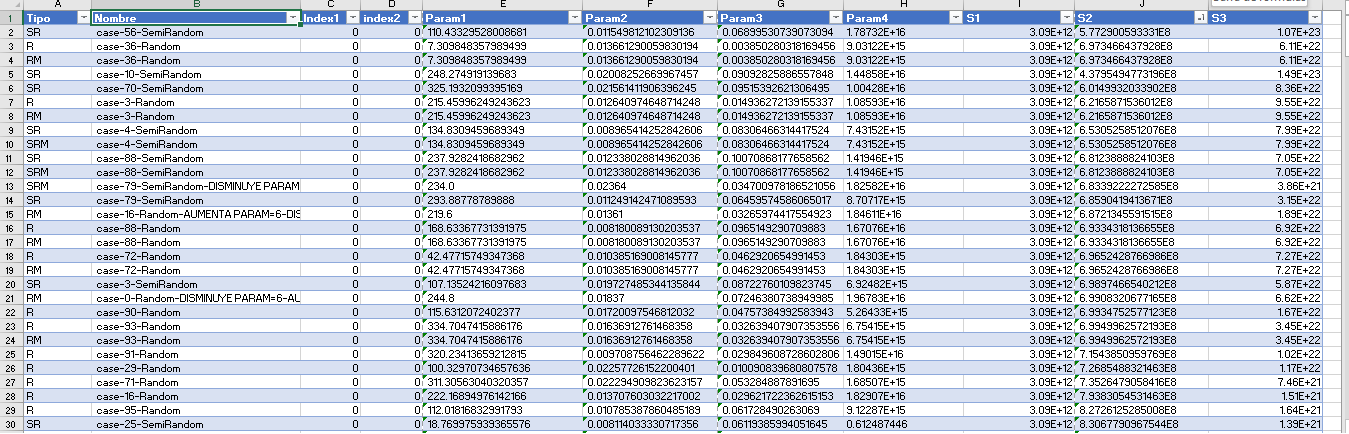 A B C D E F G H I J K
1 Tipo Nombre Index1 index2 Param1 Param2 Param3 Param4 S1 S2 S3
2 SR case-56-SemiRandom 0 0 110.43329528008681 0.011549812102309136 0.068995390739073094 1.78732E+16 3.09E+12 5.772900593331E8 1.07E+23
3 R case-36-Random 0 0 7.309848357989499 0.013661290059830194 0.003850280318169456 9.03122E+15 3.09E+12 6.973466437928E8 6.11E+22
4 RM case-36-Random 0 0 7.309848357989499 0.013661290059830194 0.003850280318169456 9.03122E+15 3.09E+12 6.973466437928E8 6.11E+22
5 SR case-10-SemiRandom 0 0 248.274919139683 0.02008252669967457 0.09092825886557848 1.44858E+16 3.09E+12 4.3795494773196E8 1.49E+23
6 SR case-70-SemiRandom 0 0 325.1932099395169 0.021561411906396245 0.09515392621306495 1.00428E+16 3.09E+12 6.0149932033902E8 8.36E+22
7 R case-3-Random 0 0 215.45996249243623 0.012640974648714248 0.014936272139155337 1.08593E+16 3.09E+12 6.2165871536012E8 9.55E+22
8 RM case-3-Random 0 0 215.45996249243623 0.012640974648714248 0.014936272139155337 1.08593E+16 3.09E+12 6.2165871536012E8 9.55E+22
9 SR case-4-SemiRandom 0 0 134.8309459689349 0.0089654142528426​06 0.08306466314417524 7.43152E+15 3.09E+12 6.5305258512076E8 7.99E+22
10 SRM case-4-SemiRandom 0 0 134.8309459689349 0.008965414252842606 0.08306466314417524 7.43152E+15 3.09E+12 6.5305258512076E8 7.99E+22
11 SR case-88-SemiRandom 0 0 237.9282418682962 0.012338028814962036 0.10070868177658562 1.41946E+15 3.09E+12 6.8123888824103E8 7.05E+22
12 SRM case-88-SemiRandom 0 0 237.9282418682962 0.012338028814962036 0.10070868177658562 1.41946E+15 3.09E+12 6.8123888824103E8 7.05E+22
13 SRM case-79-SemiRandom-DISMINUYE PARAM 0 0 234.0 0.02364 0.034700978186521056 1.82582E+16 3.09E+12 6.8339222272585E8 3.86E+21
14 SR case-79-SemiRandom 0 0 293.88778789888 0.01124914247108​9593 0.06459574586065017 8.70717E+15 3.09E+12 6.859041941367​1E8 3.15E+22
15 RM case-16-Random-AUMENTA PARAM=6-DIS 0 0 219.6 0.01361 0.03265974417554923 1.84611E+16 3.09E+12 6.8721345591515E8 1.89E+22
16 R case-88-Random 0 0 168.63367731391975 0.008180089130203537 0.0965149290709883 1.67076E+16 3.09E+12 6.9334318136655E8 6.92E+22
17 RM case-88-Random 0 0 168.63367731391975 0.008180089130203537 0.0965149290709883 1.67076E+16 3.09E+12 6.9334318136655E8 6.92E+22
18 R case-72-Random 0 0 42.47715749347368 0.010385169008145777 0.0462920654991453 1.84303E+15 3.09E+12 6.9652428766986E8 7.27E+22
19 RM case-72-Random 0 0 42.47715749347368 0.010385169008145777 0.0462920654991453 1.84303E+15 3.09E+12 6.9652428766986E8 7.27E+22
20 SR case-3-SemiRandom 0 0 107.13524216097683 0.019727485344135844 0.08722760109823745 6.92482E+15 3.09E+12 6.9897466540212E8 5.87E+22
21 RM case-0-Random-DISMINUYE PARAM=6-AU 0 0 244.8 0.01837 0.07246380738949985 1.96783E+16 3.09E+12 6.9908320677165E8 6.62E+22
22 R case-90-Random 0 0 115.6312072402377 0.01720097546812032 0.04757384992583943 5.26433E+15 3.09E+12 6.9934752577123E8 1.67E+22
23 R case-93-Random 0 0 334.7047415886176 0.01636912761468358 0.032639407907353556 6.75415E+15 3.09E+12 6.9949962572193E8 3.45E+22
24 RM case-93-Random 0 0 334.7047415886176 0.01636912761468358 0.032639407907353556 6.75415E+15 3.09E+12 6.9949962572193E8 3.45E+22
25 R case-91-Random 0 0 320.23413659212815 0.009708756462289622 0.029849608728602806 1.49015E+16 3.09E+12 7.1543850959769E8 1.02E+22
26 R case-29-Random 0 0 100.32970734657636 0.02257726152200401 0.010090839680807578 1.80436E+15 3.09E+12 7.2685488321463E8 1.17E+22
27 R case-71-Random 0 0 311.30563040320357 0.022294909823623157 0.053284887891695 1.68507E+15 3.09E+12 7.3526479058416E8 7.46E+21
28 R case-16-Random 0 0 222.16894976142166 0.013707603032217002 0.029621722362615153 1.82907E+15 3.09E+12 7.9383054531463E8 1.51E+21
29 R case-95-Random 0 0 112.01816832991793 0.010785387860485189 0.061728490263069 9.12287E+15 3.09E+12 8.2726125285008E8 1.64E+21
30 SR case-25-SemiRandom 0 0 18.769975939365576 0.008114033330717356 0.06119385994051645 0.612487446 3.09E+12 8.3067790967544E8 1.39E+21